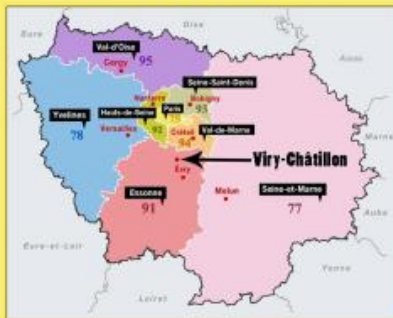 Oise
Eure
Val-d'Oise
95
Cergy
Aisne
Seine-Saint-Denis
Nanterre
Paris
Bobigny
93
75
Yvelines
Hauts-de-Seine
92
Versailles
Créteil
Val-de-Marne
94
78
Marne
Viry-Châtillon
Evry
Essonne
91
Melun
Seine-et-Marne
77
Aube
Eure-et-Loir
Yonne
Loiret